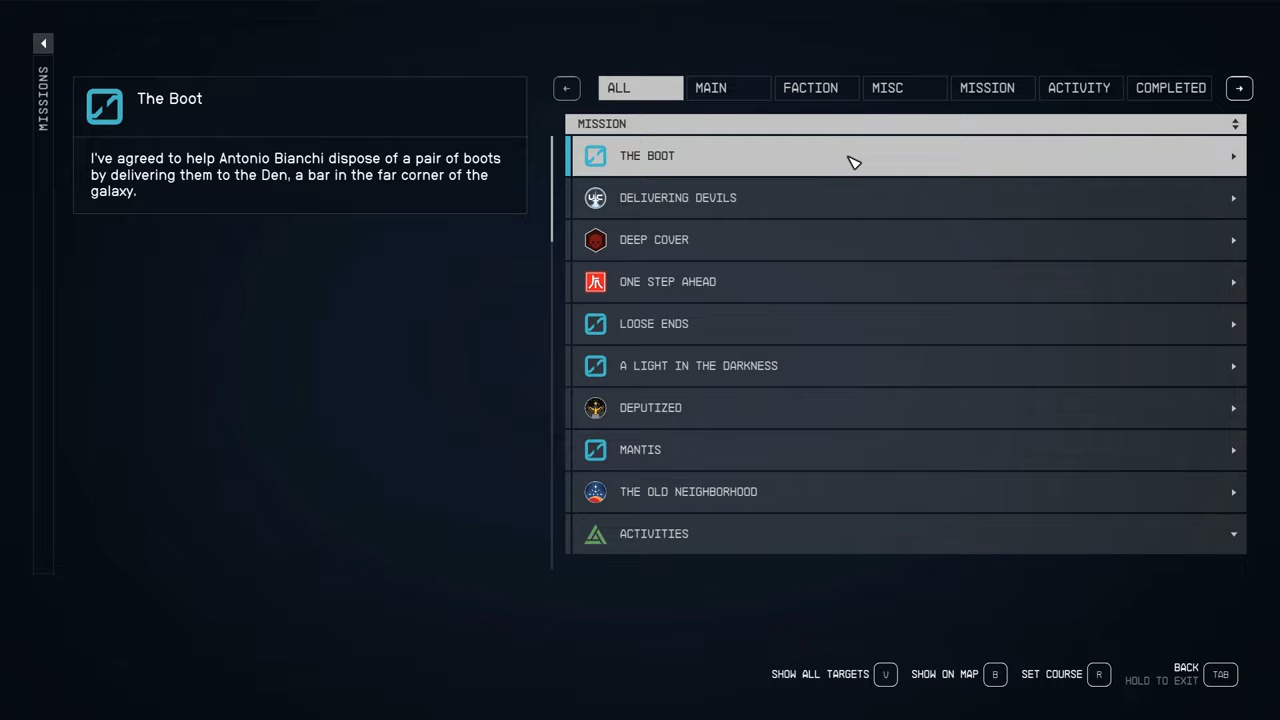 MISSIONS
The Boot
I've agreed to help Antonio Bianchi dispose of a pair of boots
by delivering them to the Den, a bar in the far corner of the
galaxy.
ALL MAIN FACTION MISC MISSION ACTIVITY COMPLETED
MISSION
THE BOOT
DELIVERING DEVILS
DEEP COVER
ONE STEP AHEAD
LOOSE ENDS
A LIGHT IN THE DARKNESS
DEPUTIZED
MANTIS
THE OLD NEIGHBORHOOD
ACTIVITIES
SHOW ALL TARGETS V SHOW ON MAP B SET COURSE R BACK TAB
HOLD TO EXIT